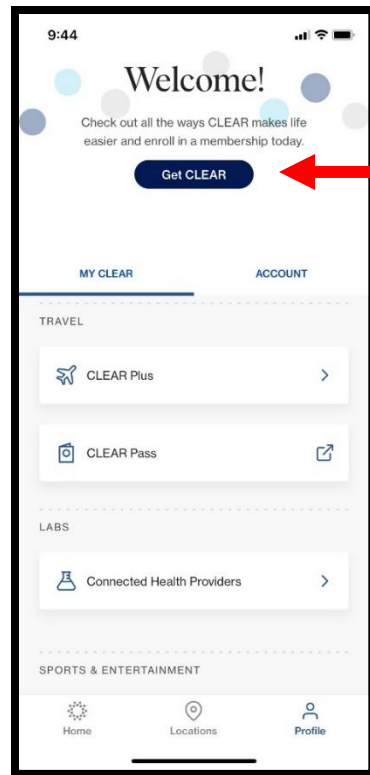 9:44
Welcome!
Check out all the ways CLEAR makes life
easier and enroll in a membership today.
Get CLEAR
MY CLEAR ACCOUNT
TRAVEL
CLEAR Plus
CLEAR Pass
LABS
Connected Health Providers
SPORTS & ENTERTAINMENT
Home Locations Profile